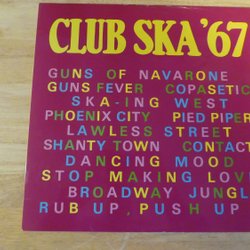 CLUB SKA '67
GUNS OF NAVARONE
GUNS FEVER COPASETIC
SKA-ING WEST
PHOENIX CITY PIED PIPER
LAWLESS STREET
SHANTY TOWN CONTACT
DANCING MOOD
STOP MAKING LOVE
BROADWAY JUNGLE
RUB UP, PUSH UP